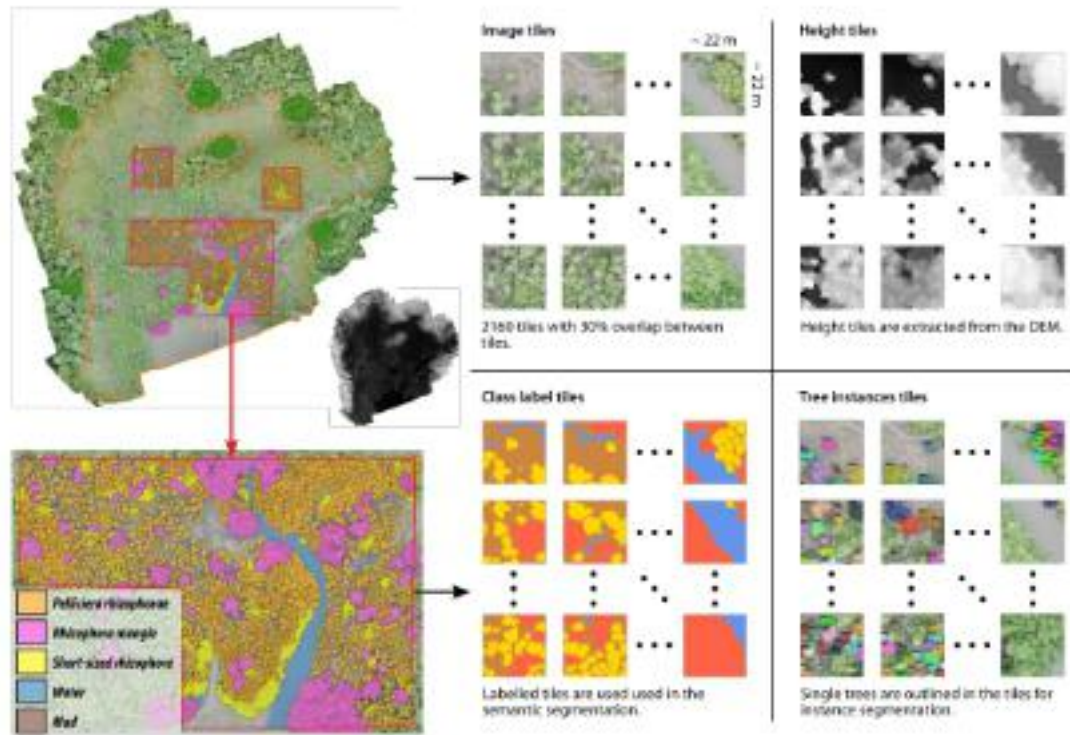 Image tiles
~ 22 m
~ 22 m
2160 tiles with 30% overlap between
tiles.
Height tiles
Height tiles are extracted from the DEM.
Class label tiles
Labelled tiles are used used in the
semantic segmentation.
Tree instances tiles
Single trees are outlined in the tiles for
instance segmentation.
Pelliciera rhizophorae
Rhizophora mangle
Short-sized rhizophora
Water
Mud